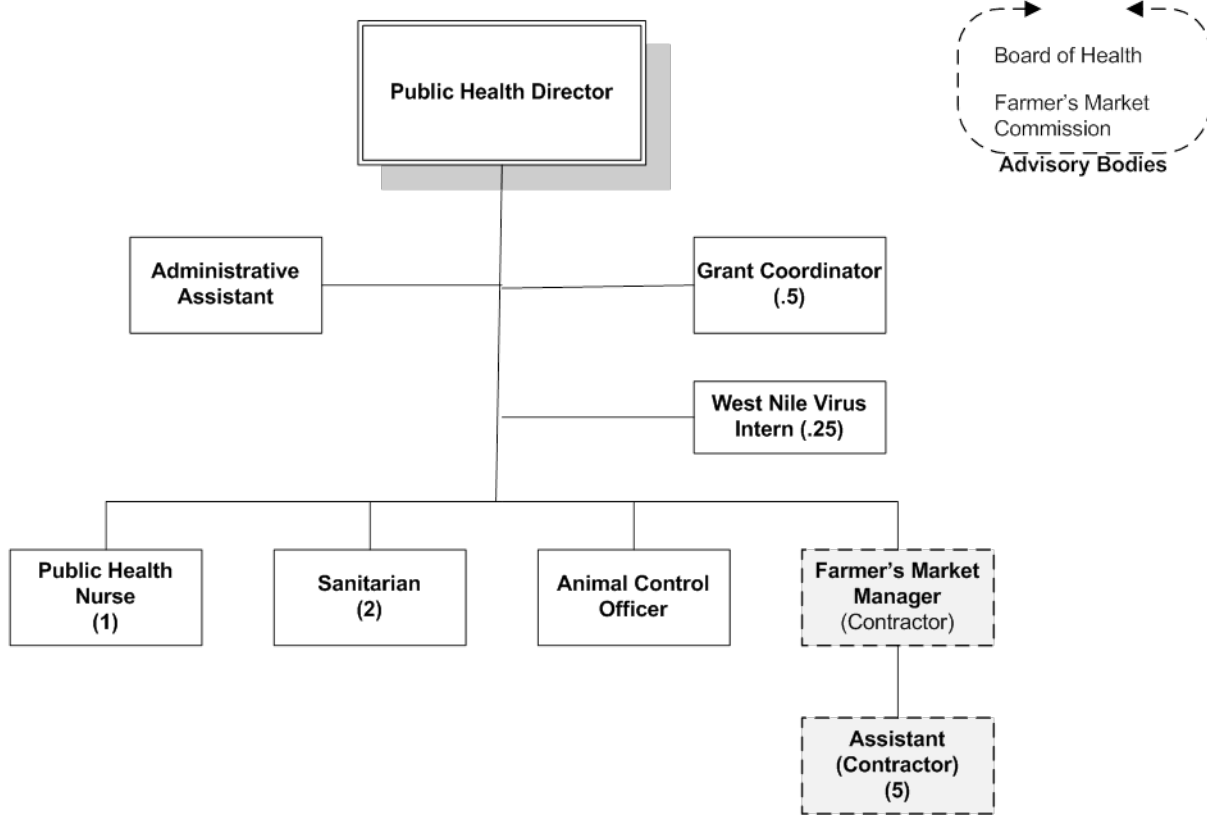 Public Health Director
Board of Health
Farmer’s Market
Commission
Advisory Bodies
Administrative
Assistant
Grant Coordinator
(.5)
West Nile Virus
Intern (.25)
Public Health
Nurse
(1)
Sanitarian
(2)
Animal Control
Officer
Farmer’s Market
Manager
(Contractor)
Assistant
(Contractor)
(5)